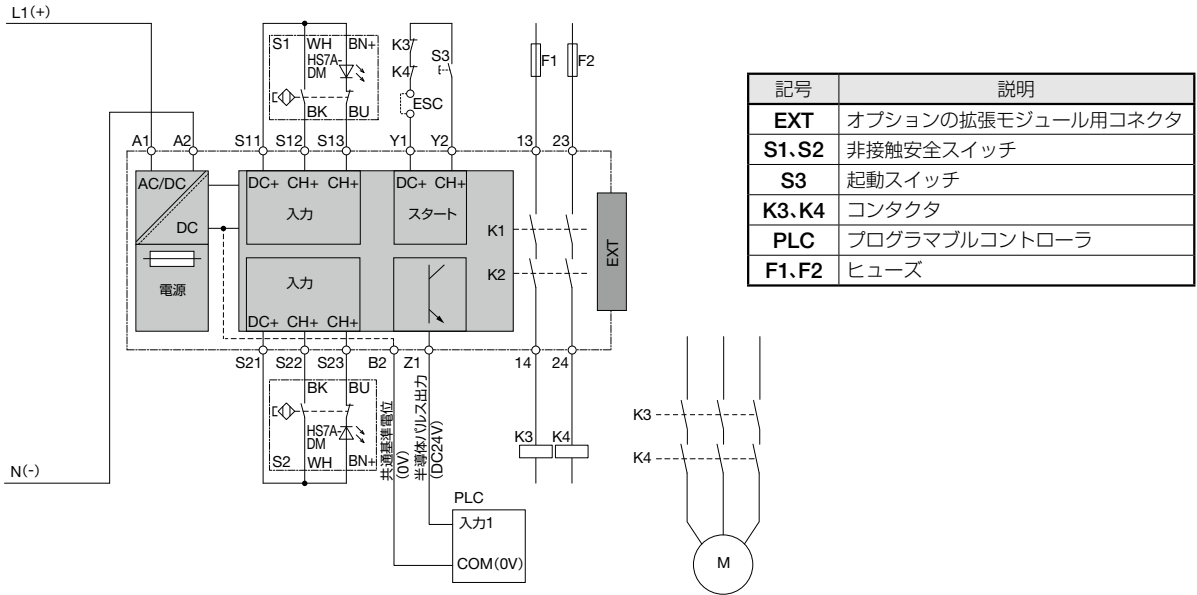 L1(+)
S1 WH BN+
HS7A-
DM
BK BU
K3
K4
S3
ESC
F1 F2
A1 A2 S11 S12 S13 Y1 Y2 13 23
AC/DC
DC
電源
DC+ CH+ CH+
入力
DC+ CH+
スタート
K1
K2
入力
DC+ CH+ CH+
EXT
S21 S22 S23 B2 Z1 14 24
BK BU
HS7A-
DM
S2 WH BN+
共通基準電位
(0V)
半導体パルス出力
(DC24V)
K3 K4
N(-)
PLC
入力1
COM(0V)
記号 説明
EXT オプションの拡張モジュール用コネクタ
S1、S2 非接触安全スイッチ
S3 起動スイッチ
K3、K4 コンタクタ
PLC プログラマブルコントローラ
F1、F2 ヒューズ
K3
K4
M